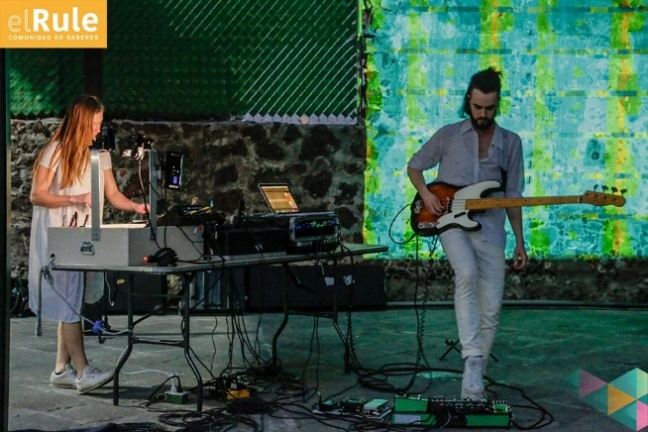 elRule
COMUNIDAD DE SABERES